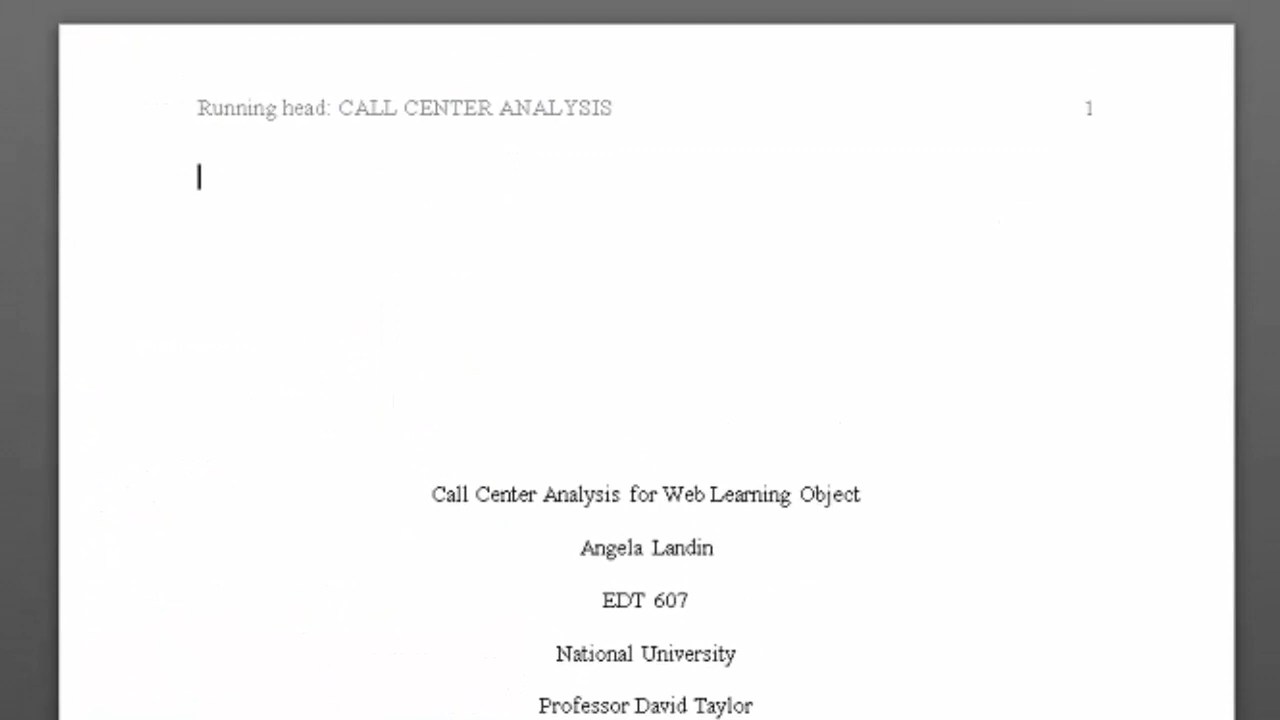 Running head: CALL CENTER ANALYSIS 1
Call Center Analysis for Web Learning Object
Angela Landin
EDT 607
National University
Professor David Taylor